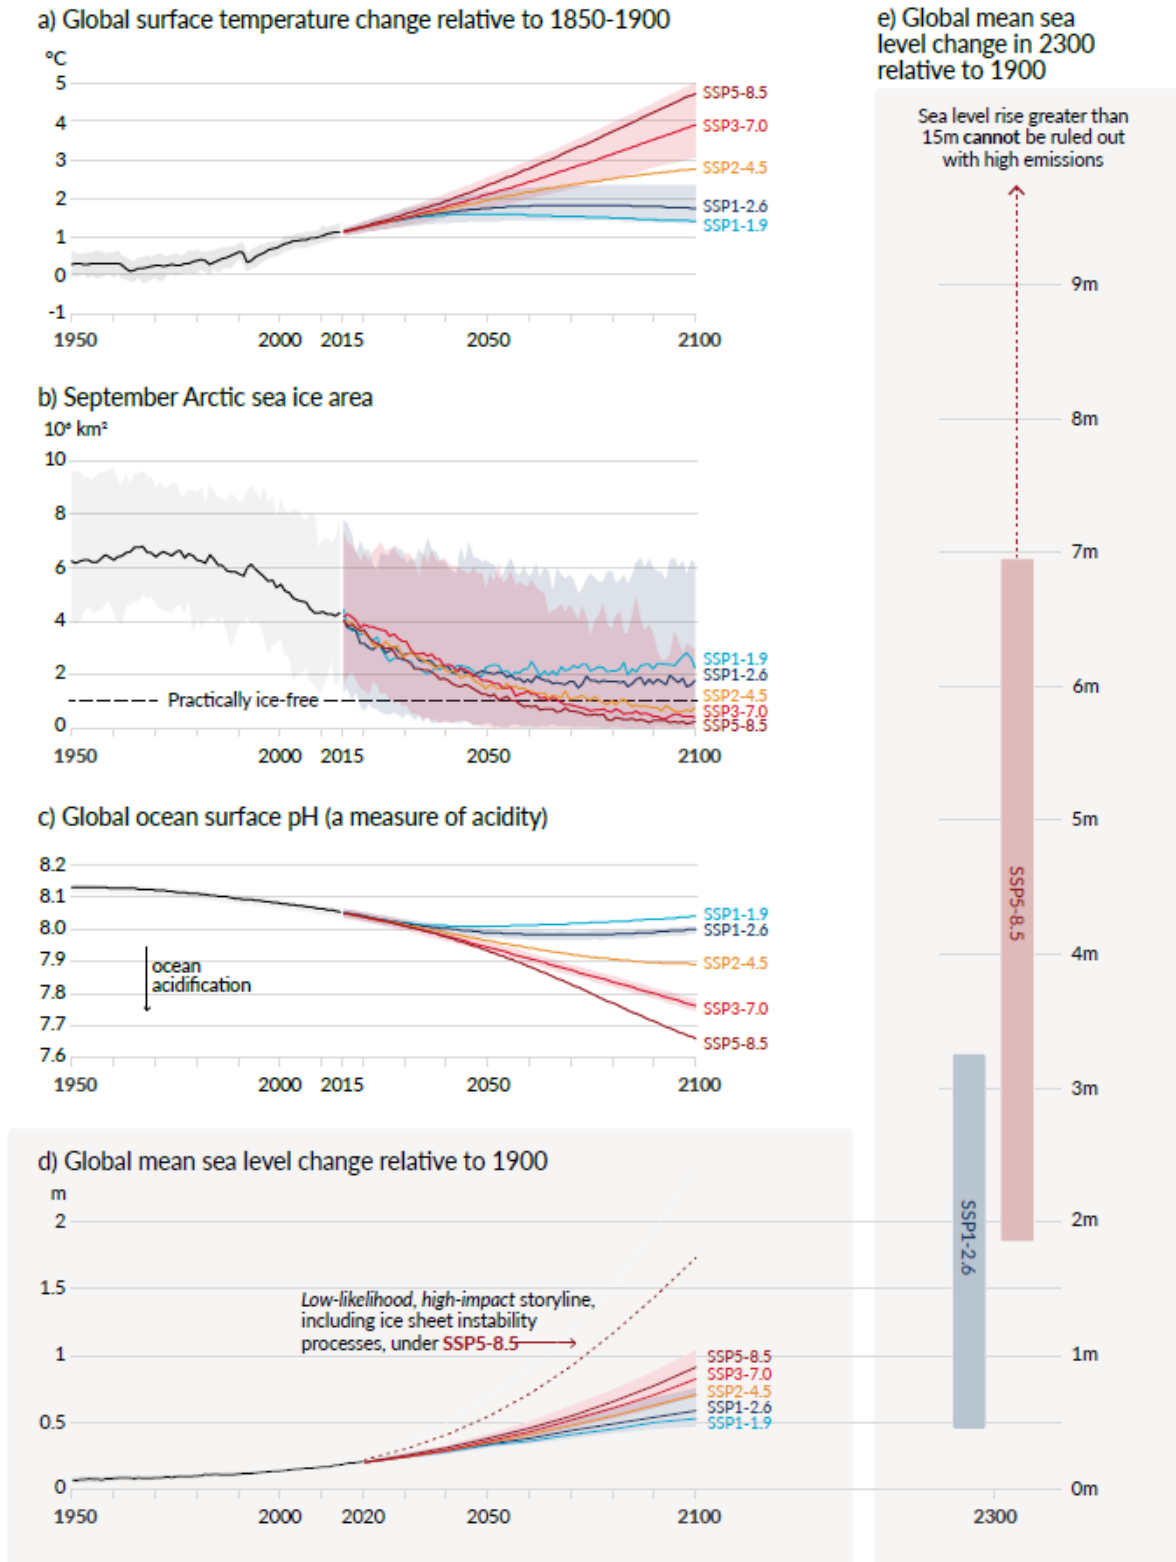 a) Global surface temperature change relative to 1850-1900
°C
5
4
3
2
1
0
-1
SSP5-8.5
SSP3-7.0
SSP2-4.5
SSP1-2.6
SSP1-1.9
1950
2000
2015
2050
2100
b) September Arctic sea ice area
10⁶ km²
10
8
6
4
2
0
Practically ice-free
SSP1-1.9
SSP1-2.6
SSP2-4.5
SSP3-7.0
SSP5-8.5
1950
2000
2015
2050
2100
c) Global ocean surface pH (a measure of acidity)
8.2
8.1
8.0
7.9
7.8
7.7
7.6
ocean
acidification
SSP1-1.9
SSP1-2.6
SSP2-4.5
SSP3-7.0
SSP5-8.5
1950
2000
2015
2050
2100
d) Global mean sea level change relative to 1900
m
2
1.5
1
0.5
0
Low-likelihood, high-impact storyline,
including ice sheet instability
processes, under SSP5-8.5
SSP5-8.5
SSP3-7.0
SSP2-4.5
SSP1-2.6
SSP1-1.9
1950
2000
2020
2050
2100
e) Global mean sea
level change in 2300
relative to 1900
Sea level rise greater than
15m cannot be ruled out
with high emissions
9m
8m
7m
6m
5m
4m
3m
2m
1m
0m
SSP5-8.5
SSP1-2.6
2300